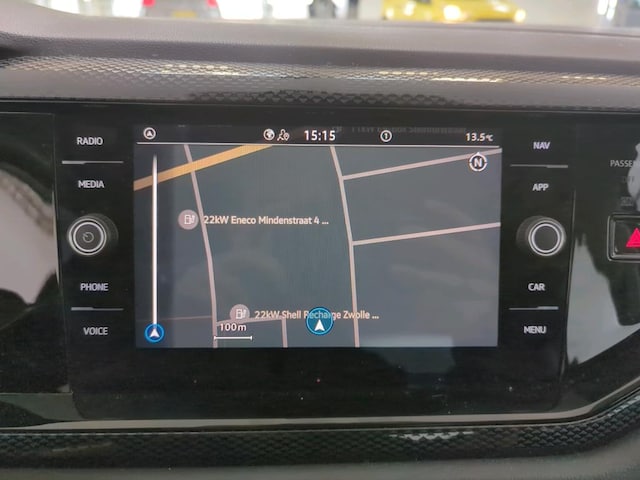 RADIO
MEDIA
PHONE
VOICE
15:15
1
13.5°C
N
22kW Eneco Mindenstraat 4 ...
22kW Shell Recharge Zwolle ...
100m
NAV
APP
CAR
MENU